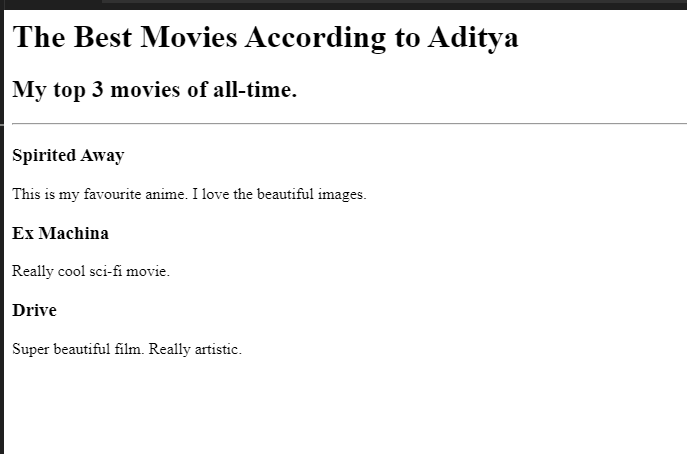 The Best Movies According to Aditya
My top 3 movies of all-time.
Spirited Away
This is my favourite anime. I love the beautiful images.
Ex Machina
Really cool sci-fi movie.
Drive
Super beautiful film. Really artistic.